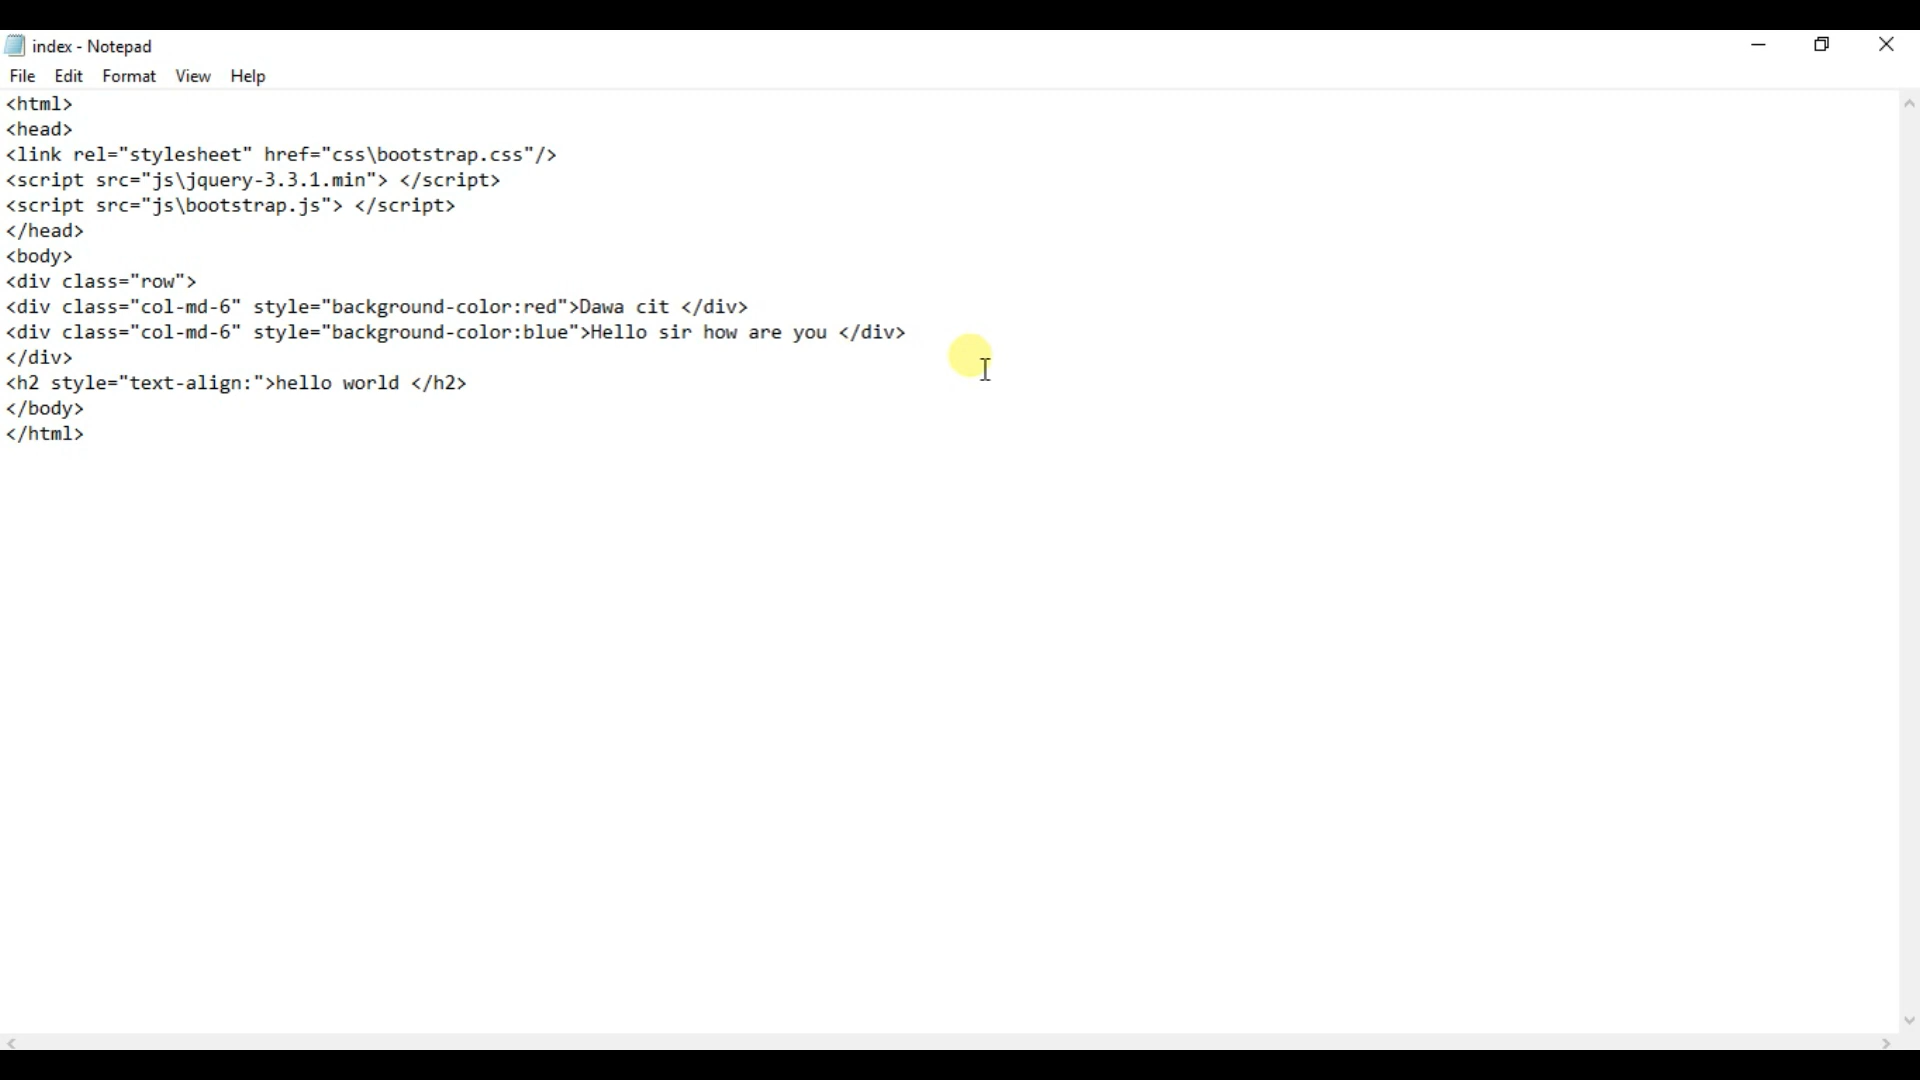 index - Notepad
File Edit Format View Help
<html>
<head>
<link rel="stylesheet" href="css\bootstrap.css"/>
<script src="js\jquery-3.3.1.min"> </script>
<script src="js\bootstrap.js"> </script>
</head>
<body>
<div class="row">
<div class="col-md-6" style="background-color:red">Dawa cit </div>
<div class="col-md-6" style="background-color:blue">Hello sir how are you </div>
</div>
<h2 style="text-align:">hello world </h2>
</body>
</html>